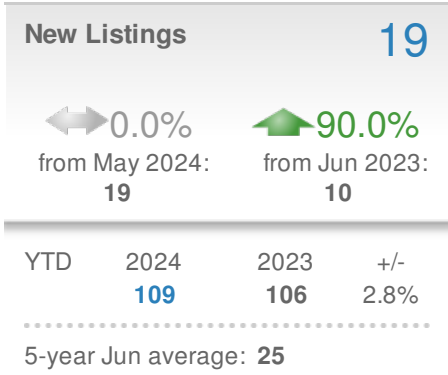 New Listings 19
0.0% 90.0%
from May 2024: from Jun 2023:
19 10
YTD 2024 2023 +/-
109 106 2.8%
5-year Jun average: 25